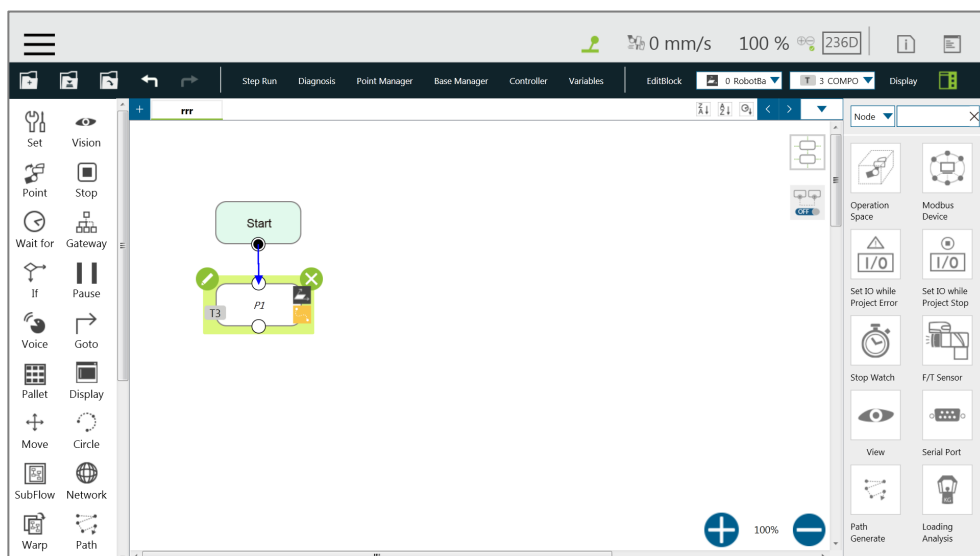 0 mm/s 100 % 236D
Step Run Diagnosis Point Manager Base Manager Controller Variables EditBlock 0 RobotBa T 3 COMPO Display
+ rrr
Node
Set Vision
Point Stop
Wait for Gateway
If Pause
Voice Goto
Pallet Display
Move Circle
SubFlow Network
Warp Path
Start
P1
T3
OFF
100%
Operation
Space
Modbus
Device
I/O
Set IO while
Project Error
I/O
Set IO while
Project Stop
Stop Watch
F/T Sensor
View
Serial Port
Path
Generate
KG
Loading
Analysis